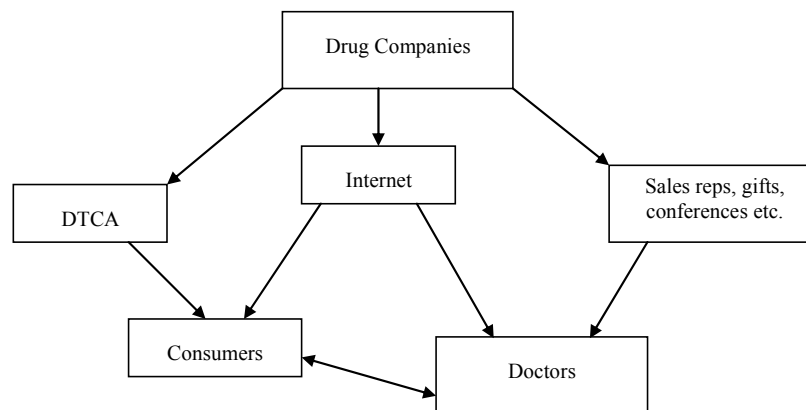 Drug Companies
Internet
Sales reps, gifts,
conferences etc.
DTCA
Consumers
Doctors